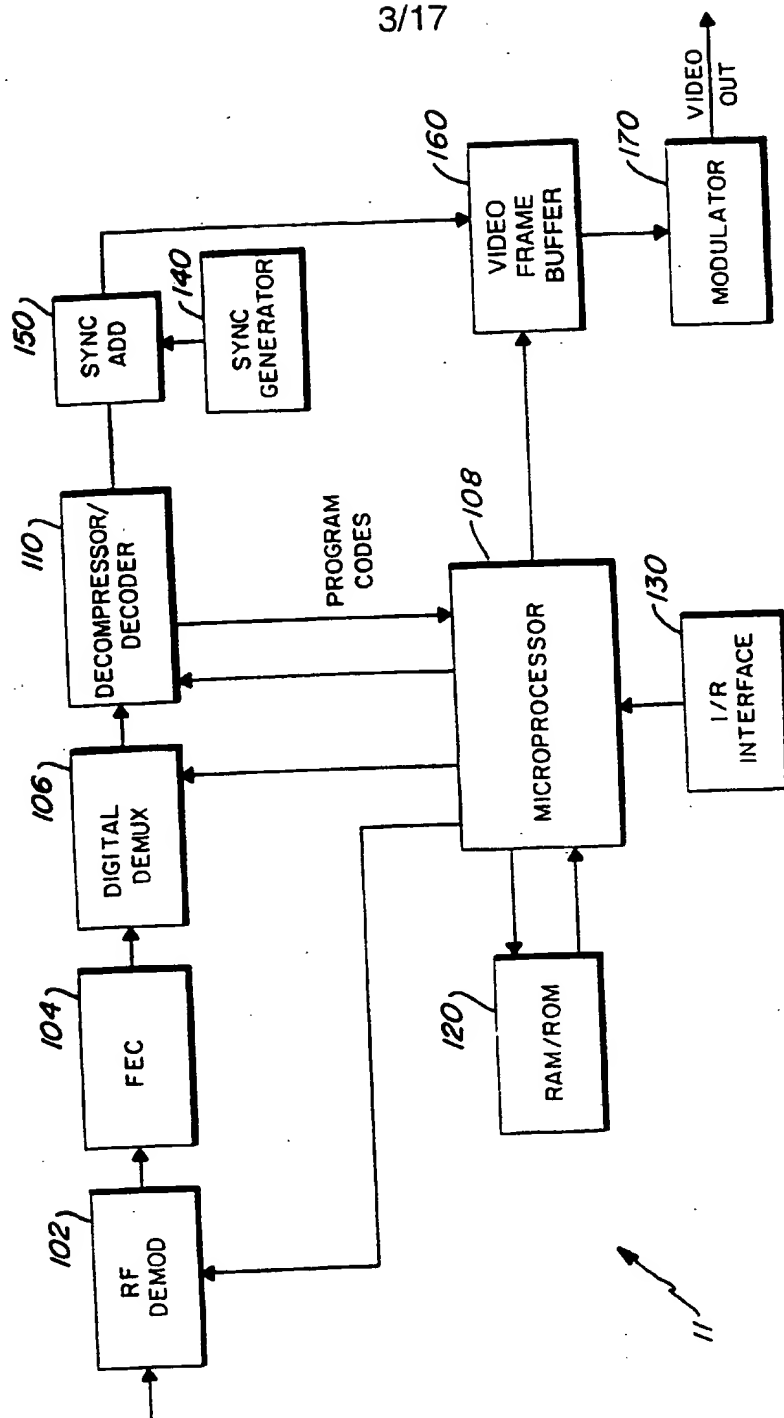 3/17
102
RF
DEMOD
104
FEC
106
DIGITAL
DEMUX
110
DECOMPRESSOR/
DECODER
150
SYNC
ADD
140
SYNC
GENERATOR
PROGRAM
CODES
108
MICROPROCESSOR
120
RAM/ROM
130
I/R
INTERFACE
160
VIDEO
FRAME
BUFFER
170
MODULATOR
VIDEO
OUT
11